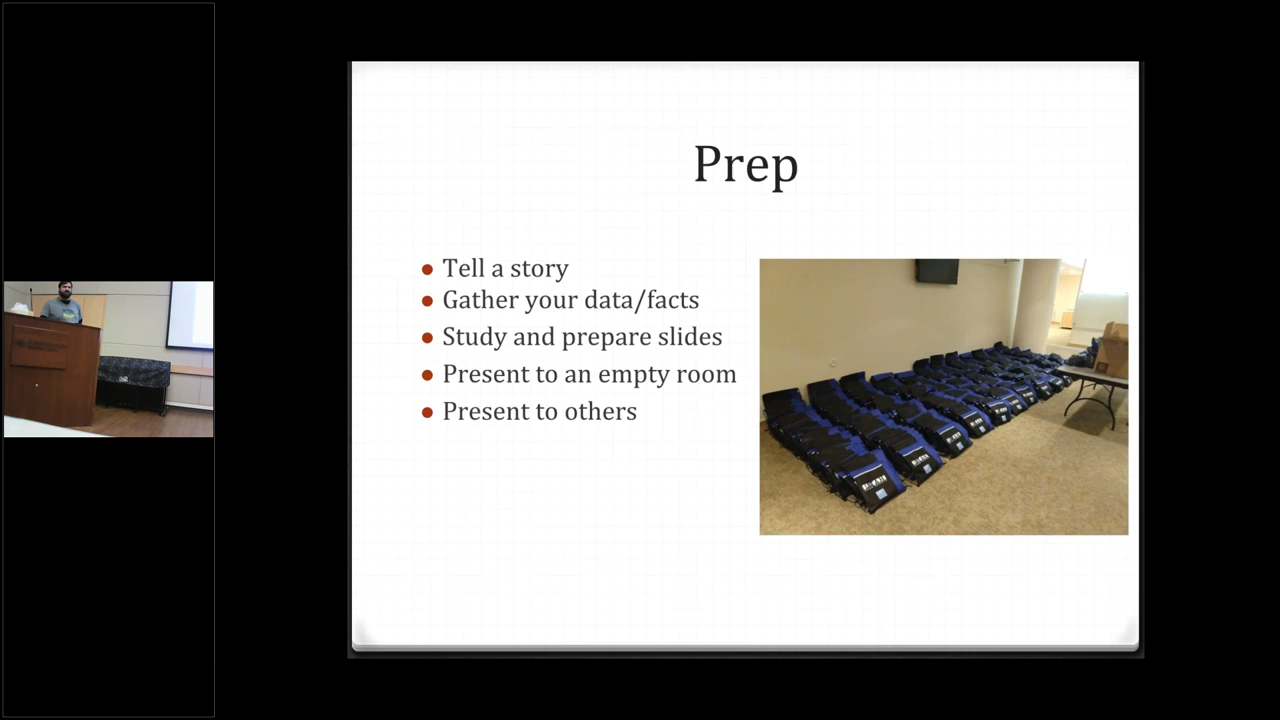 Prep
Tell a story
Gather your data/facts
Study and prepare slides
Present to an empty room
Present to others